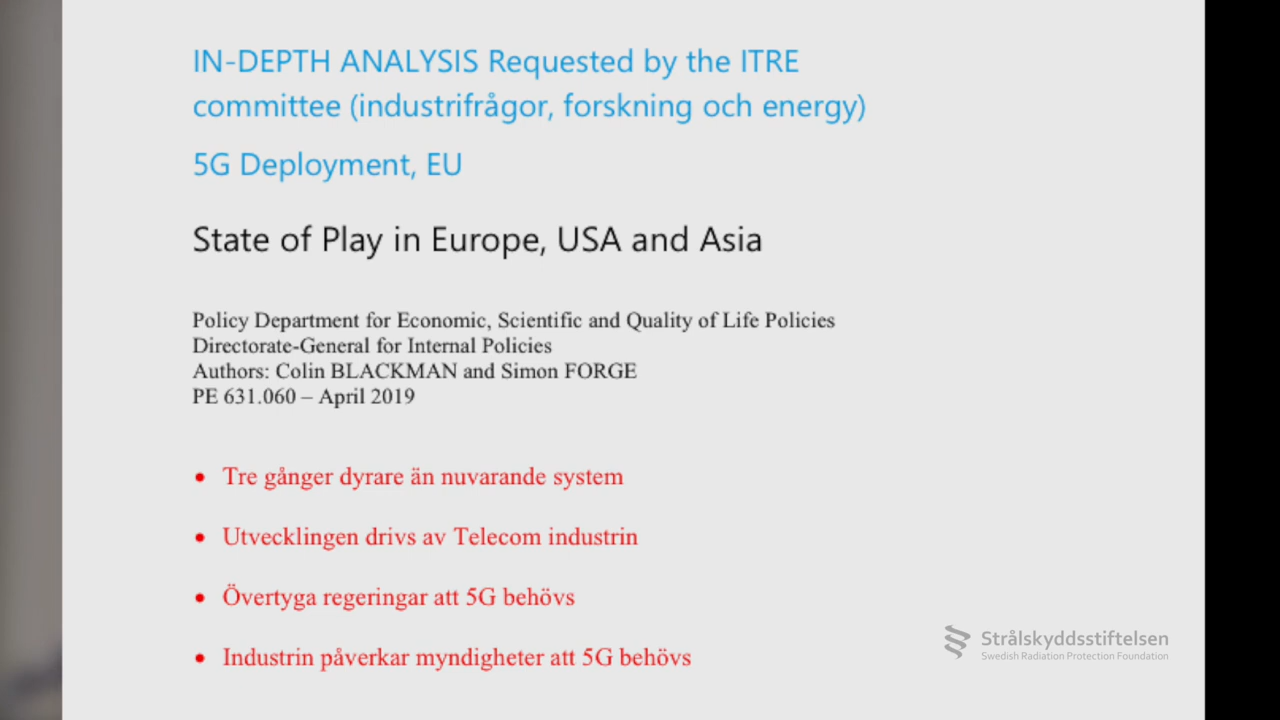 IN-DEPTH ANALYSIS Requested by the ITRE
committee (industrifrågor, forskning och energy)
5G Deployment, EU
State of Play in Europe, USA and Asia
Policy Department for Economic, Scientific and Quality of Life Policies
Directorate-General for Internal Policies
Authors: Colin BLACKMAN and Simon FORGE
PE 631.060 – April 2019
• Tre gånger dyrare än nuvarande system
• Utvecklingen drivs av Telecom industrin
• Övertyga regeringar att 5G behövs
• Industrin påverkar myndigheter att 5G behövs
Strålskyddsstiftelsen
Swedish Radiation Protection Foundation